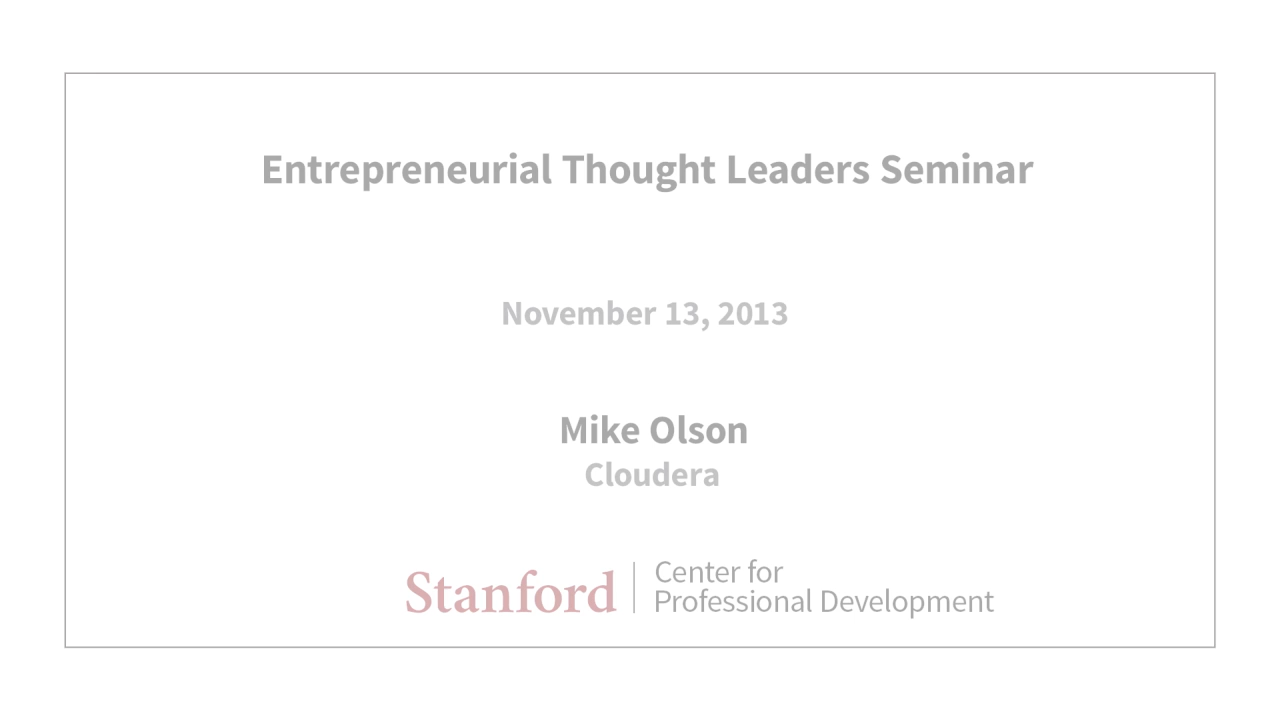 Entrepreneurial Thought Leaders Seminar
November 13, 2013
Mike Olson
Cloudera
Stanford
Center for
Professional Development